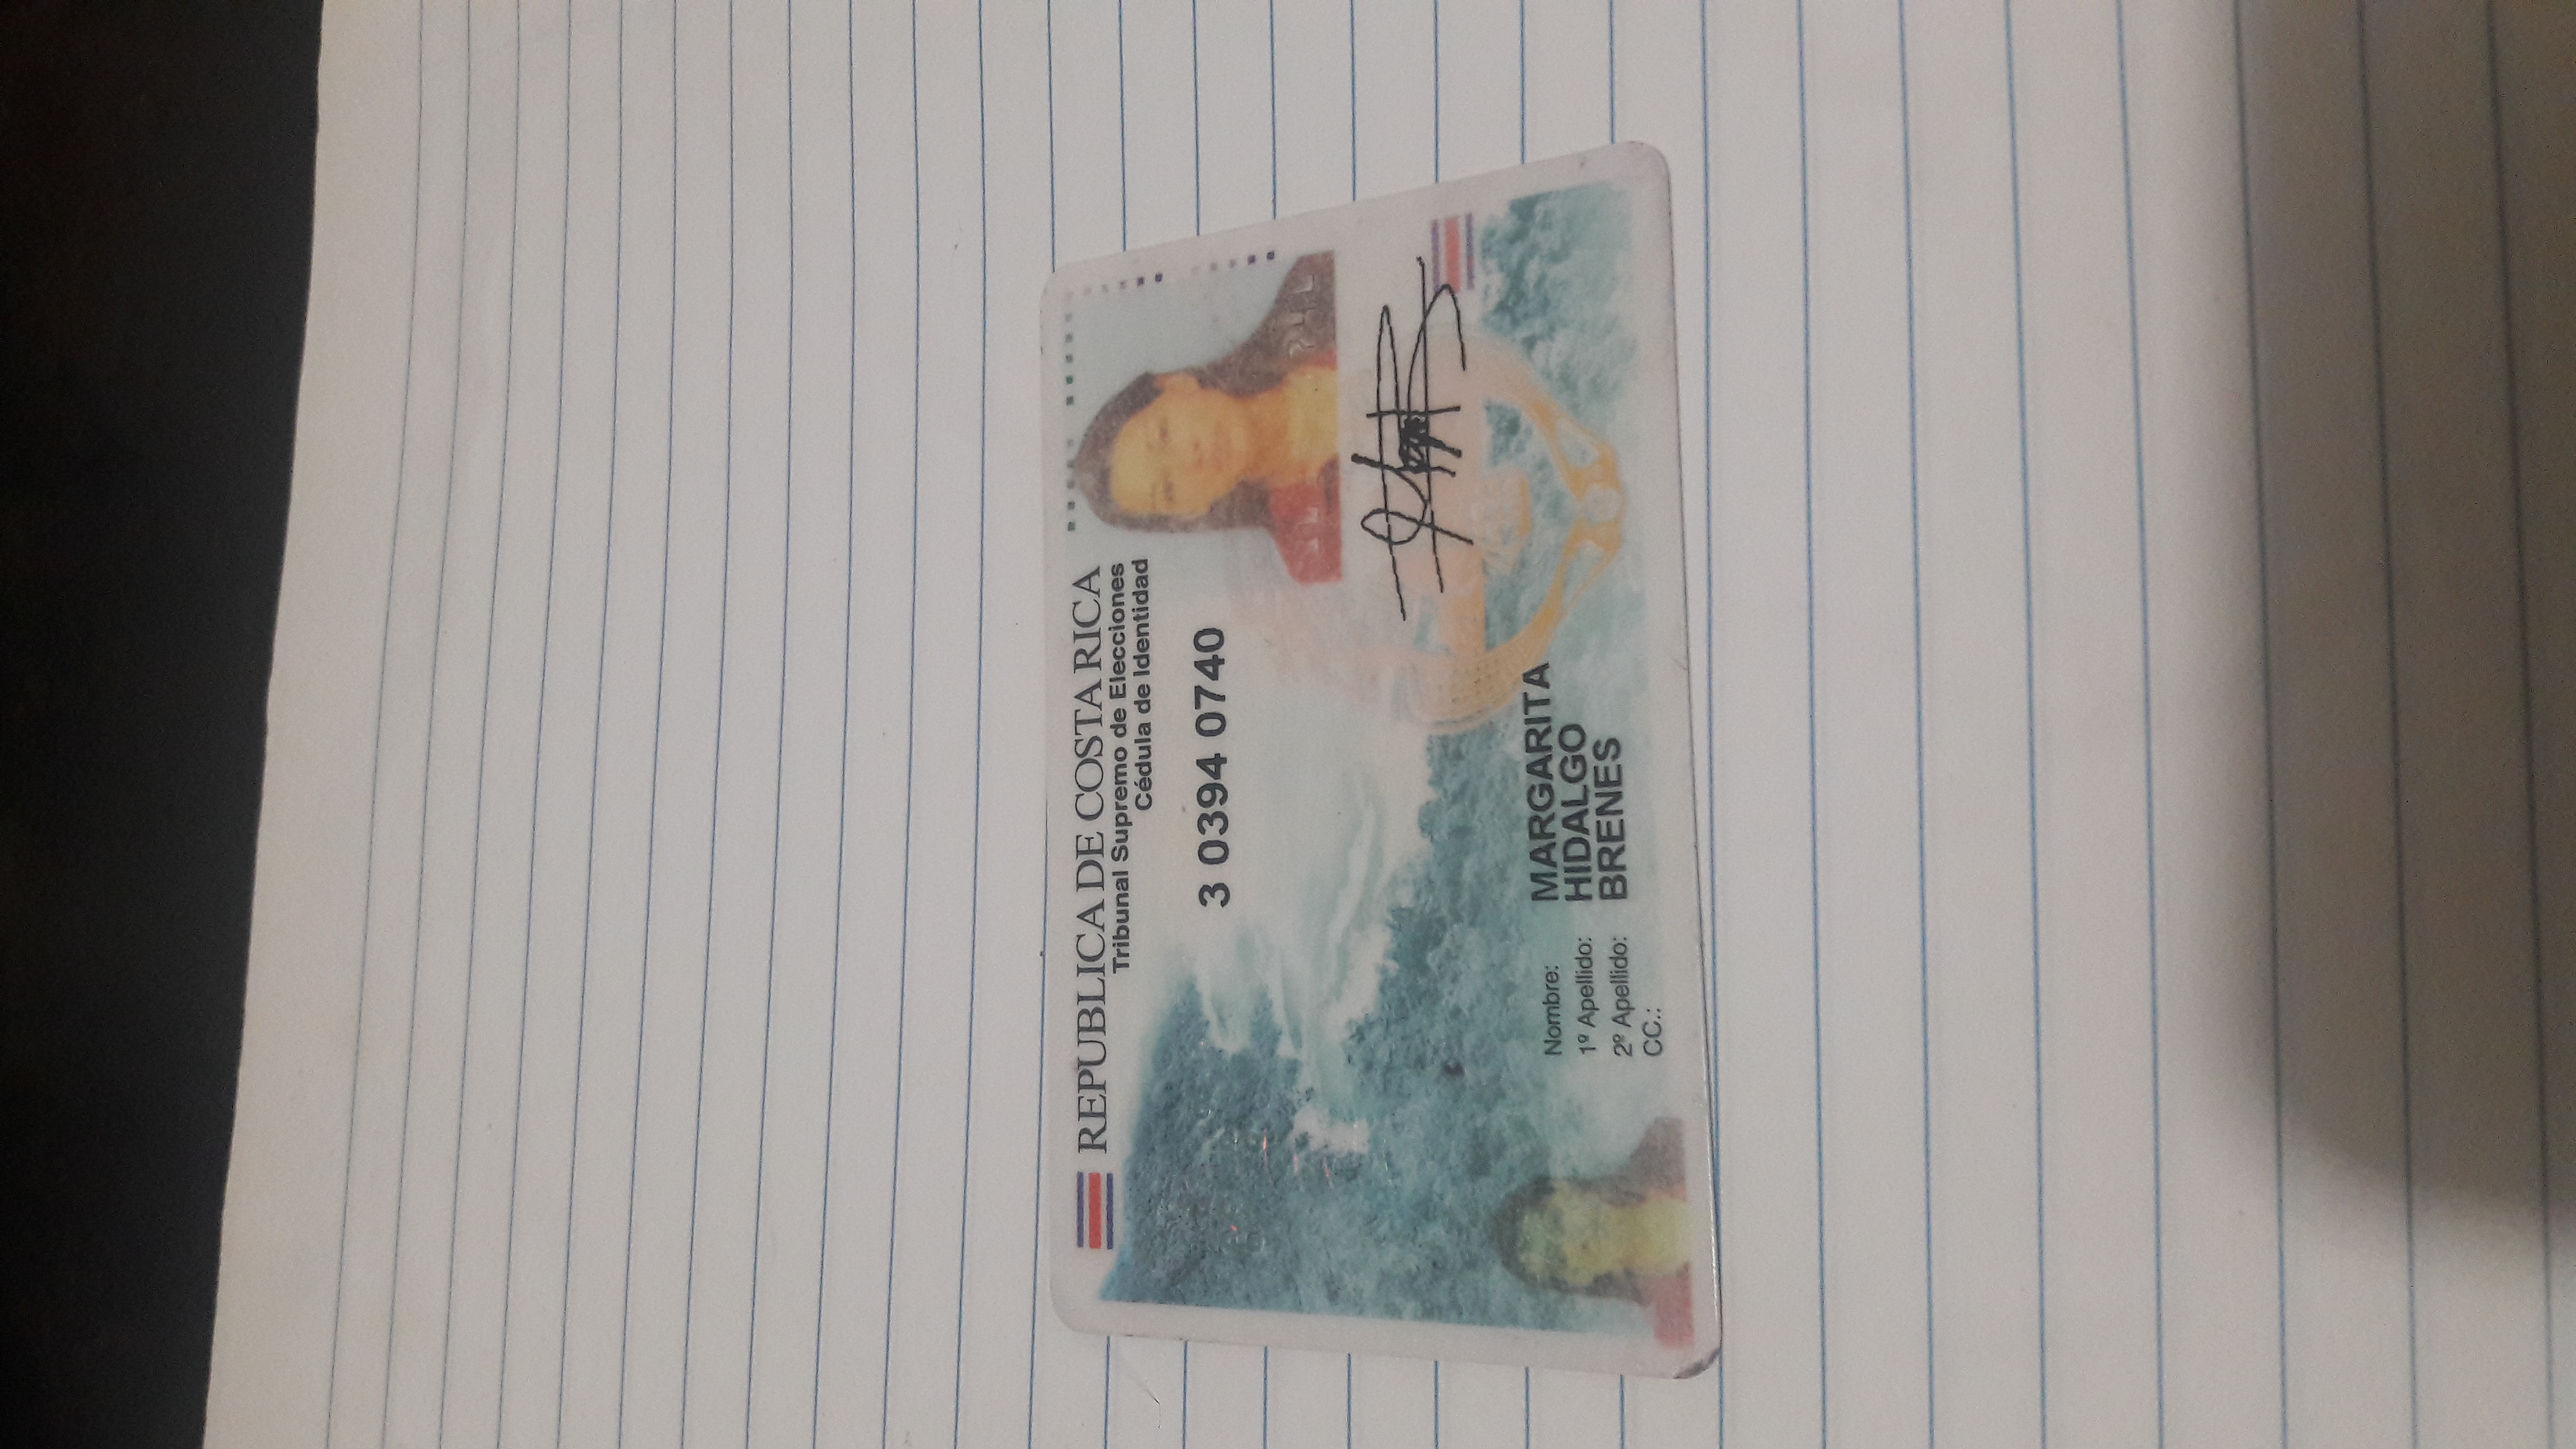 REPUBLICA DE COSTA RICA
Tribunal Supremo de Elecciones
Cédula de Identidad
3 0394 0740
Nombre: MARGARITA
1º Apellido: HIDALGO
2º Apellido: BRENES
CC.: